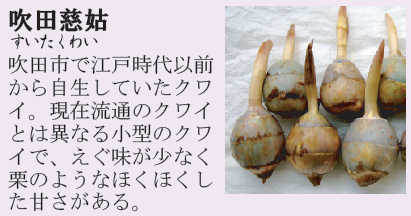 吹田慈姑
すいたくわい
吹田市で江戸時代以前
から自生していたクワ
イ。現在流通のクワイ
とは異なる小型のクワ
イで、えぐ味が少なく
栗のようなほくほくし
た甘さがある。